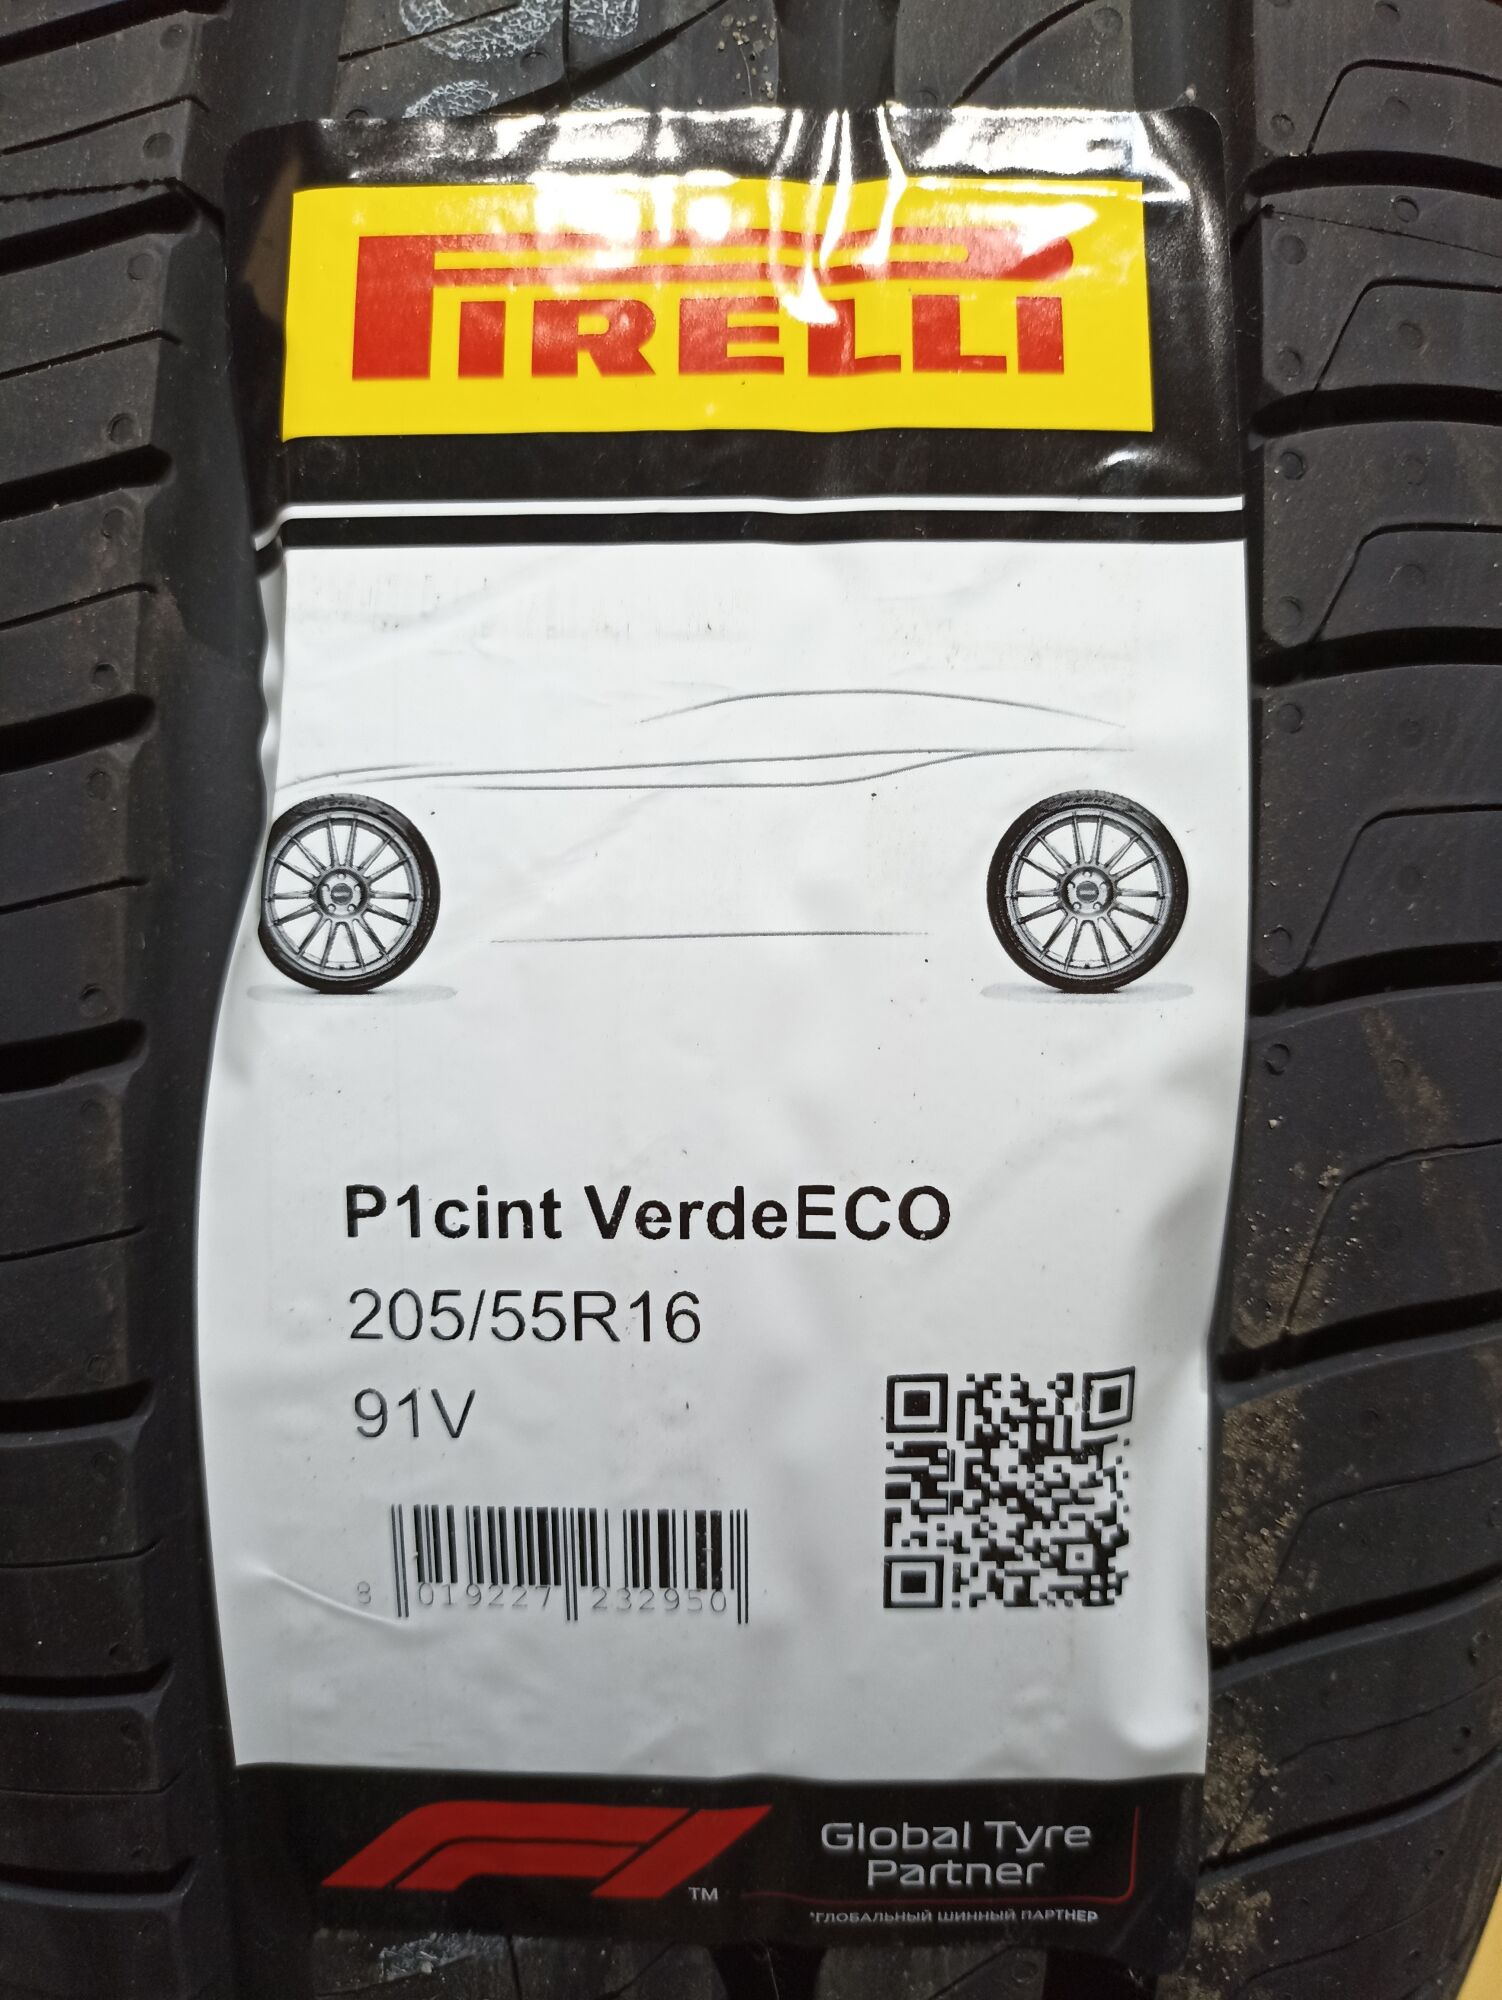 PIRELLI
P1cint VerdeECO
205/55R16
91V
8 019227 232950
F1 ™
Global Tyre
Partner
*ГЛОБАЛЬНЫЙ ШИННЫЙ ПАРТНЕР